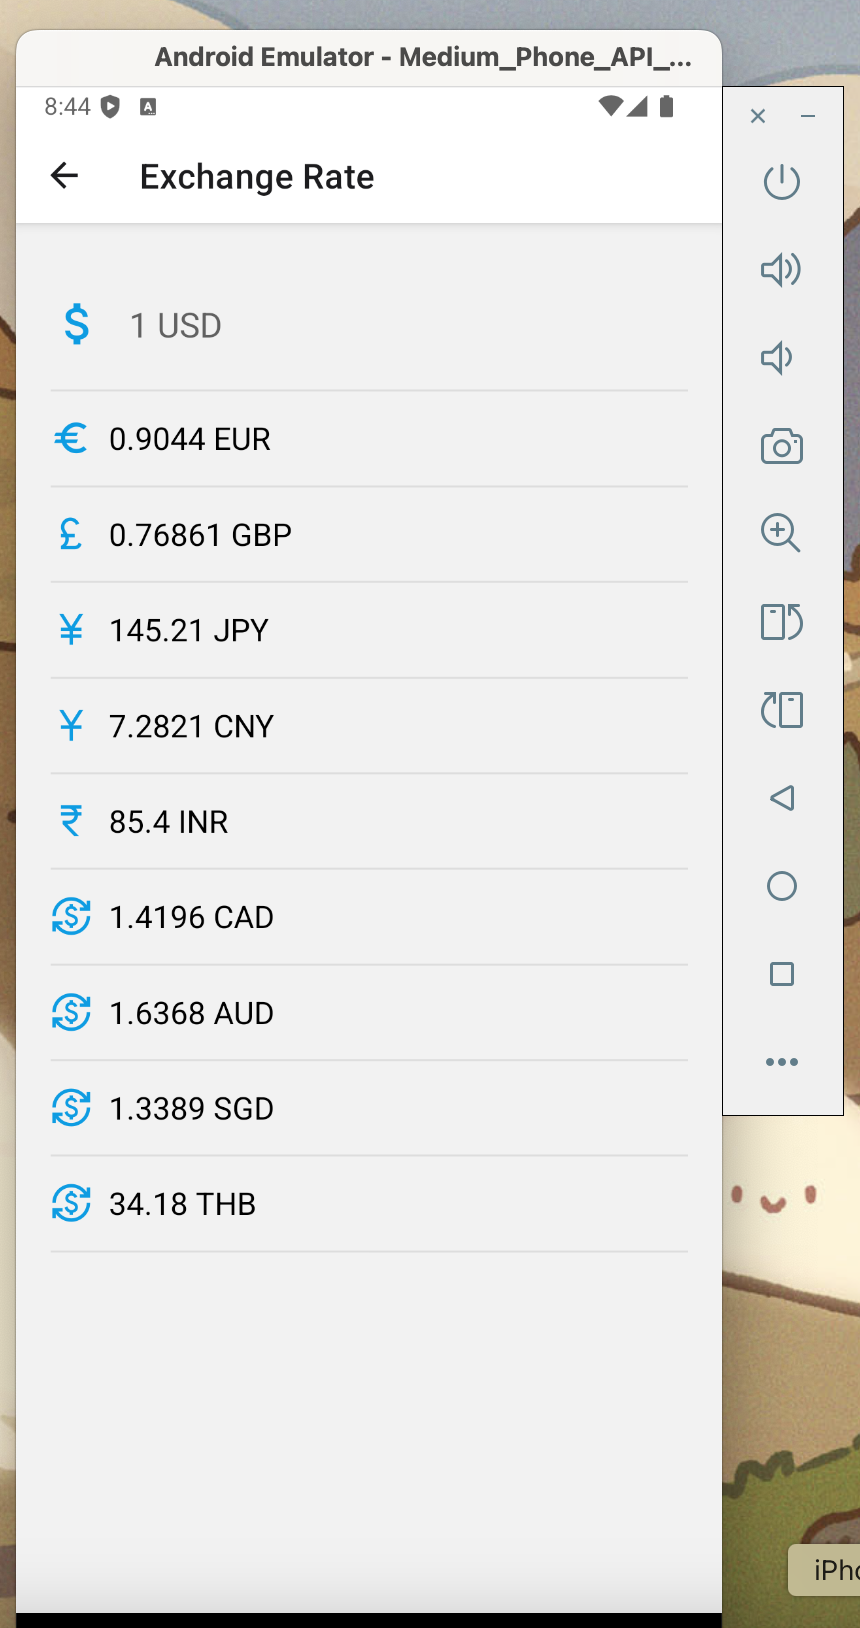 Android Emulator - Medium_Phone_API_...
8:44
A
Exchange Rate
$ 1 USD
€ 0.9044 EUR
£ 0.76861 GBP
¥ 145.21 JPY
¥ 7.2821 CNY
₹ 85.4 INR
$ 1.4196 CAD
$ 1.6368 AUD
$ 1.3389 SGD
$ 34.18 THB